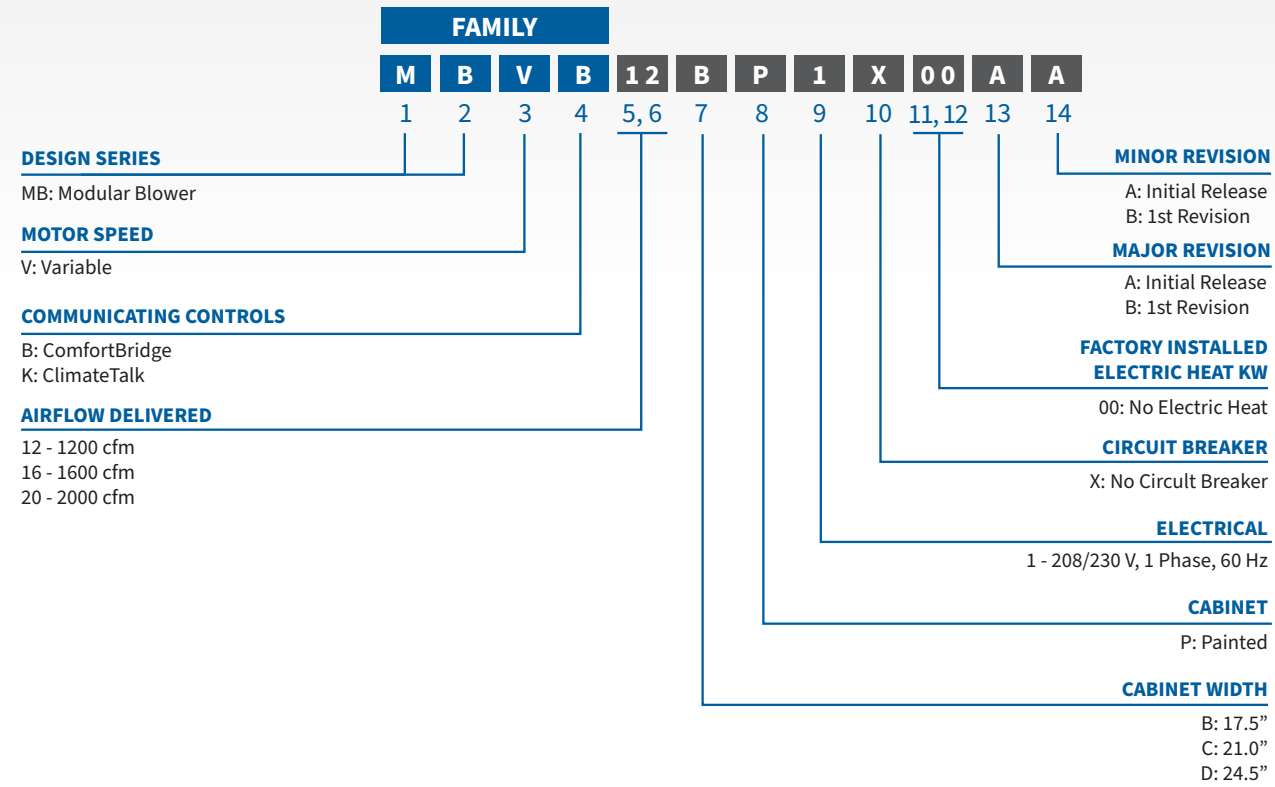 FAMILY
M B V B 12 B P 1 X 00 A A
1 2 3 4 5, 6 7 8 9 10 11, 12 13 14
DESIGN SERIES
MB: Modular Blower
MOTOR SPEED
V: Variable
COMMUNICATING CONTROLS
B: ComfortBridge
K: ClimateTalk
AIRFLOW DELIVERED
12 - 1200 cfm
16 - 1600 cfm
20 - 2000 cfm
MINOR REVISION
A: Initial Release
B: 1st Revision
MAJOR REVISION
A: Initial Release
B: 1st Revision
FACTORY INSTALLED
ELECTRIC HEAT KW
00: No Electric Heat
CIRCUIT BREAKER
X: No Circult Breaker
ELECTRICAL
1 - 208/230 V, 1 Phase, 60 Hz
CABINET
P: Painted
CABINET WIDTH
B: 17.5”
C: 21.0”
D: 24.5”